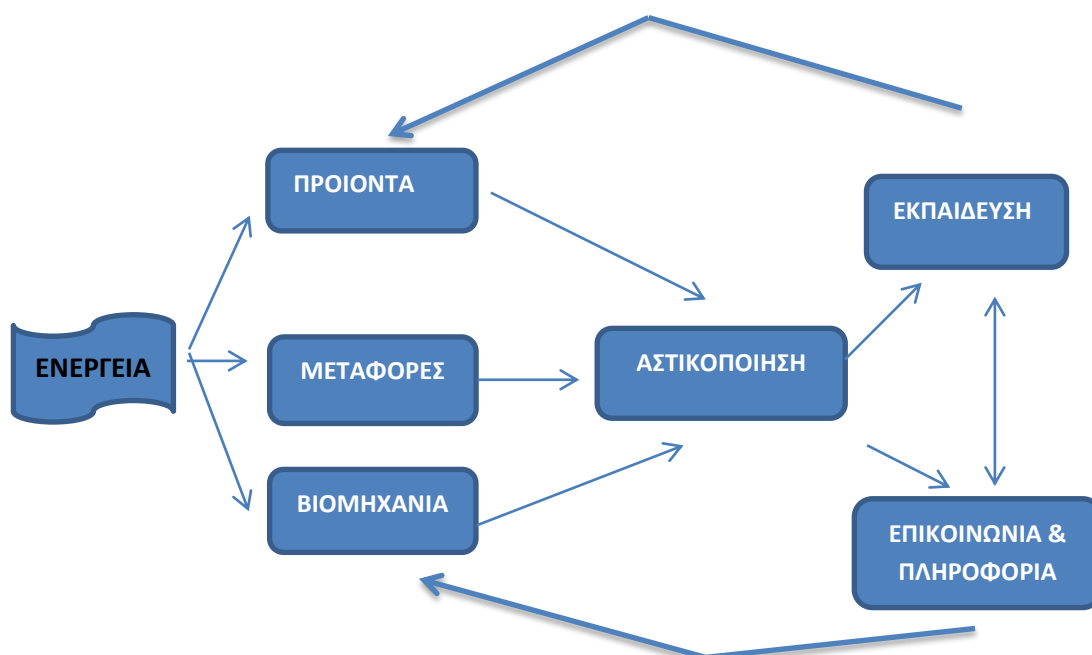 ΠΡΟΙΟΝΤΑ
ΕΚΠΑΙΔΕΥΣΗ
ΕΝΕΡΓΕΙΑ
ΜΕΤΑΦΟΡΕΣ
ΑΣΤΙΚΟΠΟΙΗΣΗ
ΒΙΟΜΗΧΑΝΙΑ
ΕΠΙΚΟΙΝΩΝΙΑ &
ΠΛΗΡΟΦΟΡΙΑ